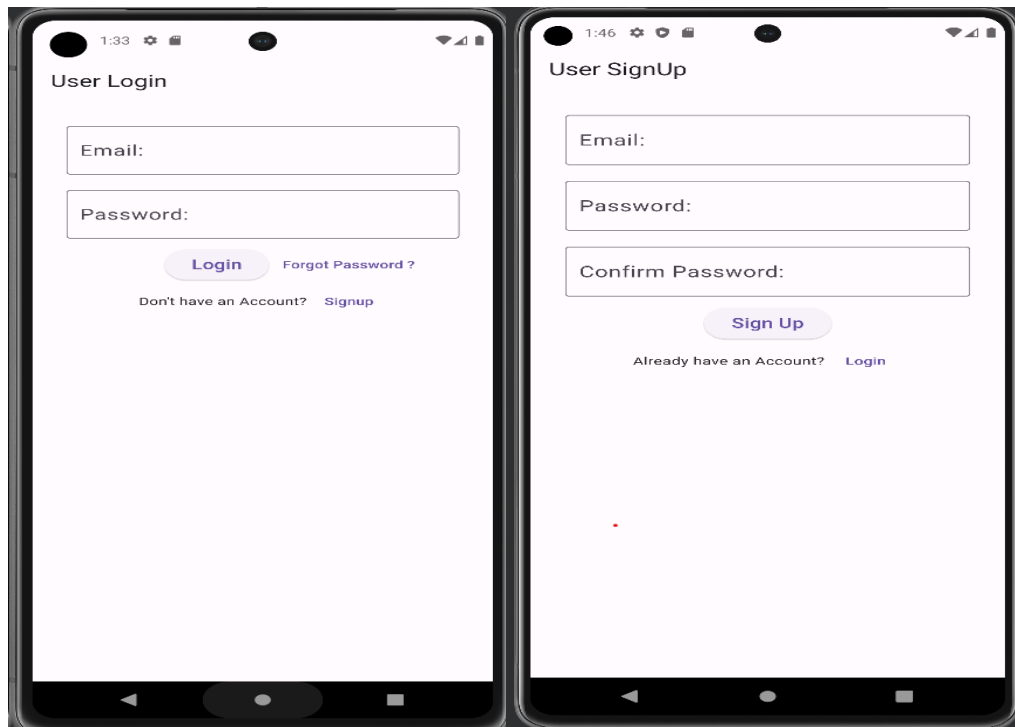 1:33
User Login
Email:
Password:
Login Forgot Password ?
Don't have an Account? Signup
1:46
User SignUp
Email:
Password:
Confirm Password:
Sign Up
Already have an Account? Login